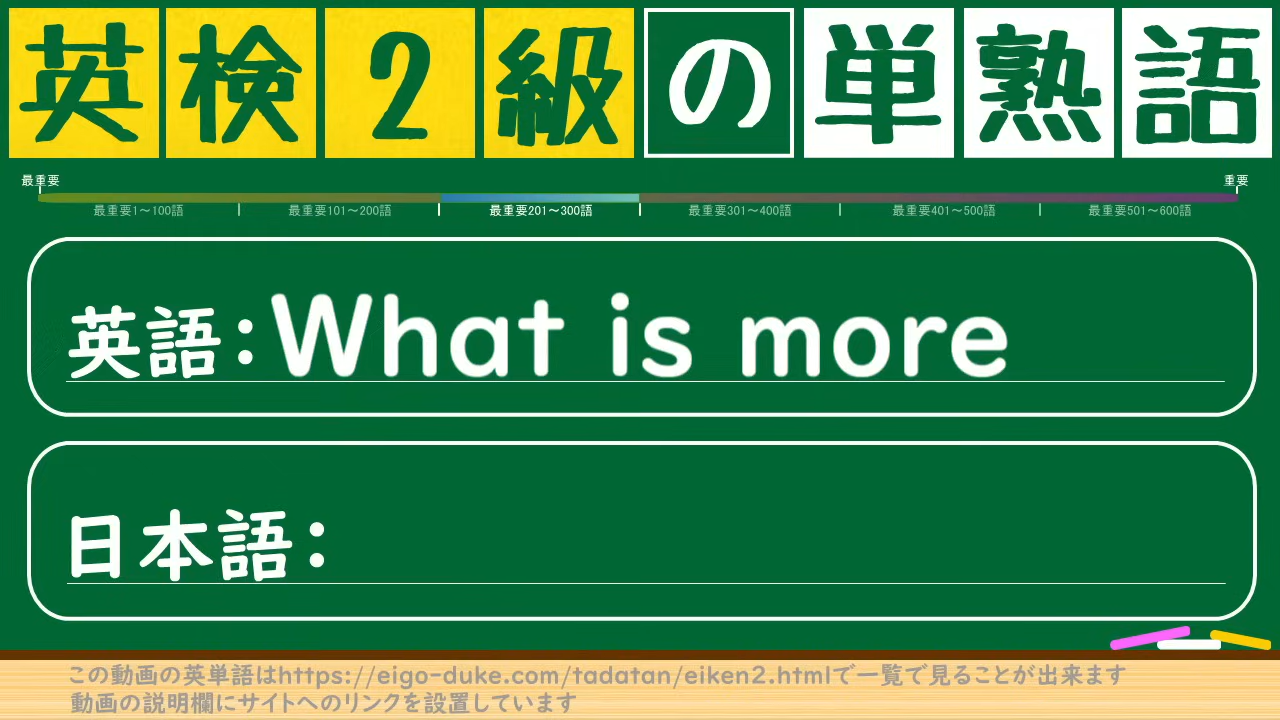 英検2級の単熟語
最重要 重要
最重要1～100語 最重要101～200語 最重要201～300語 最重要301～400語 最重要401～500語 最重要501～600語
英語:What is more
日本語:
この動画の英単語はhttps://eigo-duke.com/tadatan/eiken2.htmlで一覧で見ることが出来ます
動画の説明欄にサイトへのリンクを設置しています